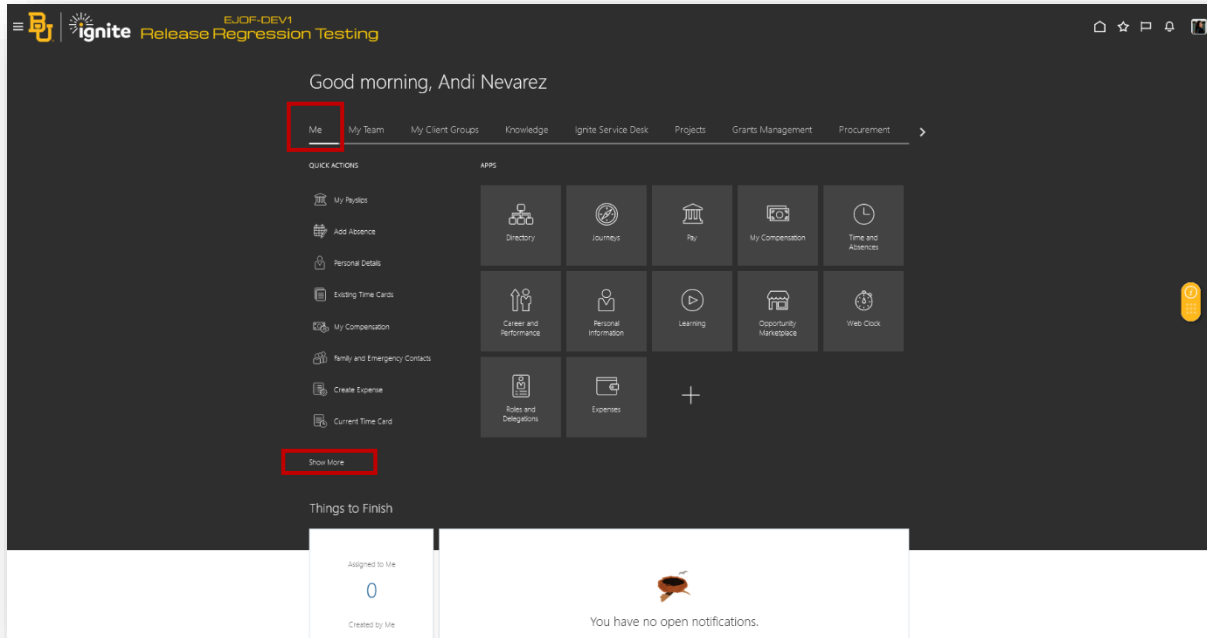 BU ignite EJOF-DEV1
Release Regression Testing
Good morning, Andi Nevarez
Me My Team My Client Groups Knowledge Ignite Service Desk Projects Grants Management Procurement
QUICK ACTIONS
My Payslips
Add Absence
Personal Details
Existing Time Cards
My Compensation
Family and Emergency Contacts
Create Expense
Current Time Card
Show More
APPS
Directory
Journeys
Pay
My Compensation
Time and
Absences
Career and
Performance
Personal
Information
Learning
Opportunity
Marketplace
Web Clock
Roles and
Delegations
Expenses
Things to Finish
Assigned to Me
0
Created by Me
You have no open notifications.